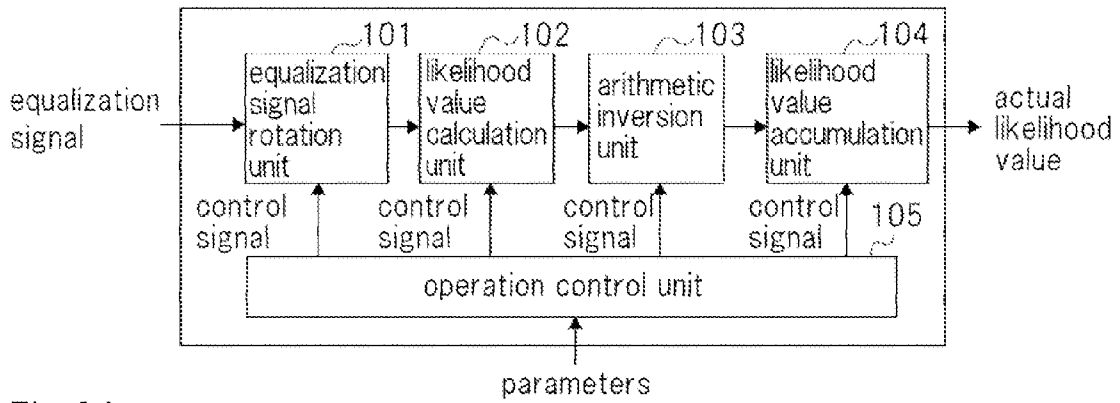 101
102
103
104
equalization
signal
equalization
signal
rotation
unit
likelihood
value
calculation
unit
arithmetic
inversion
unit
likelihood
value
accumulation
unit
actual
likelihood
value
control
signal
control
signal
control
signal
control
signal
105
operation control unit
parameters